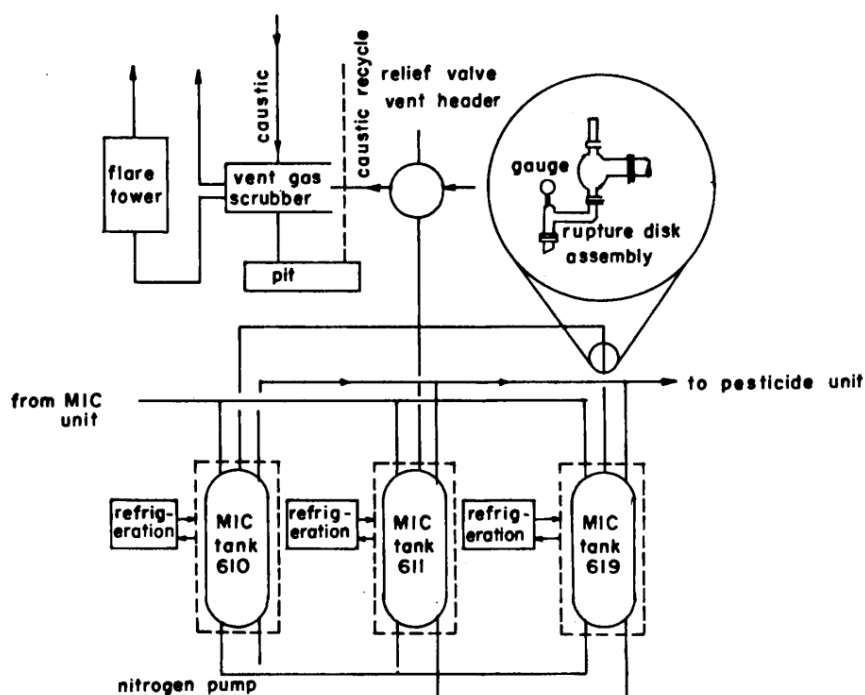 caustic
caustic recycle
relief valve
vent header
flare
tower
vent gas
scrubber
pit
gauge
rupture disk
assembly
to pesticide unit
from MIC
unit
refrig-
eration
MIC
tank
610
refrig-
eration
MIC
tank
611
refrig-
eration
MIC
tank
619
nitrogen pump